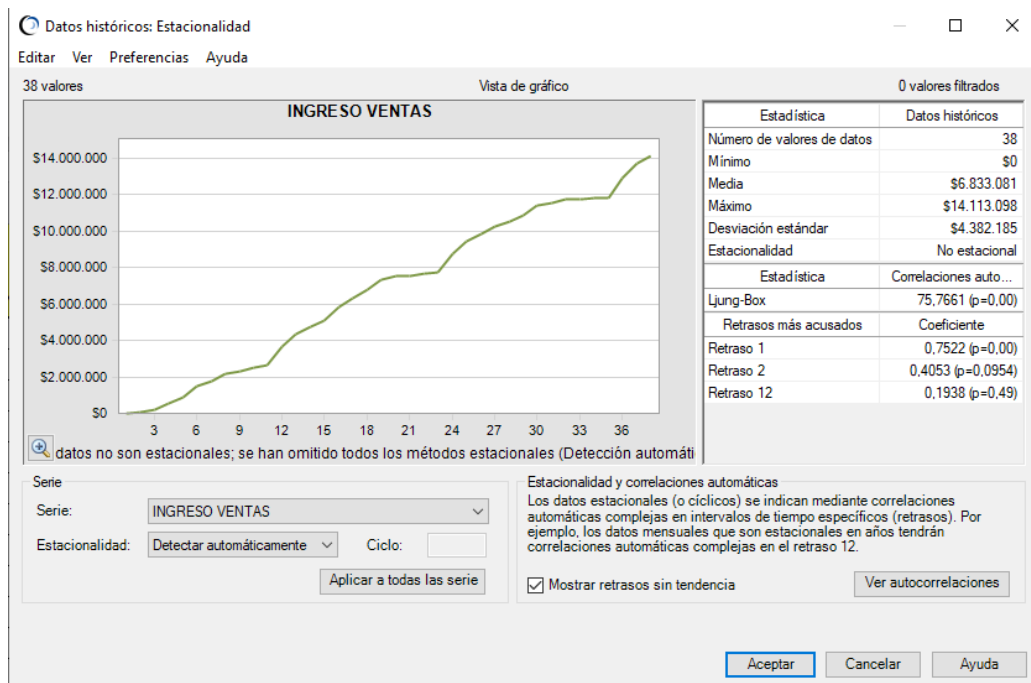 Datos históricos: Estacionalidad
Editar Ver Preferencias Ayuda
38 valores Vista de gráfico 0 valores filtrados
INGRESO VENTAS
$14.000.000
$12.000.000
$10.000.000
$8.000.000
$6.000.000
$4.000.000
$2.000.000
$0
3 6 9 12 15 18 21 24 27 30 33 36
datos no son estacionales; se han omitido todos los métodos estacionales (Detección automáti
Estadística Datos históricos
Número de valores de datos 38
Mínimo $0
Media $6.833.081
Máximo $14.113.098
Desviación estándar $4.382.185
Estacionalidad No estacional
Estadística Correlaciones auto...
Ljung-Box 75,7661 (p=0,00)
Retrasos más acusados Coeficiente
Retraso 1 0,7522 (p=0,00)
Retraso 2 0,4053 (p=0,0954)
Retraso 12 0,1938 (p=0,49)
Serie
Serie: INGRESO VENTAS
Estacionalidad: Detectar automáticamente Ciclo:
Aplicar a todas las serie
Estacionalidad y correlaciones automáticas
Los datos estacionales (o cíclicos) se indican mediante correlaciones
automáticas complejas en intervalos de tiempo específicos (retrasos). Por
ejemplo, los datos mensuales que son estacionales en años tendrán
correlaciones automáticas complejas en el retraso 12.
Mostrar retrasos sin tendencia Ver autocorrelaciones
Aceptar Cancelar Ayuda